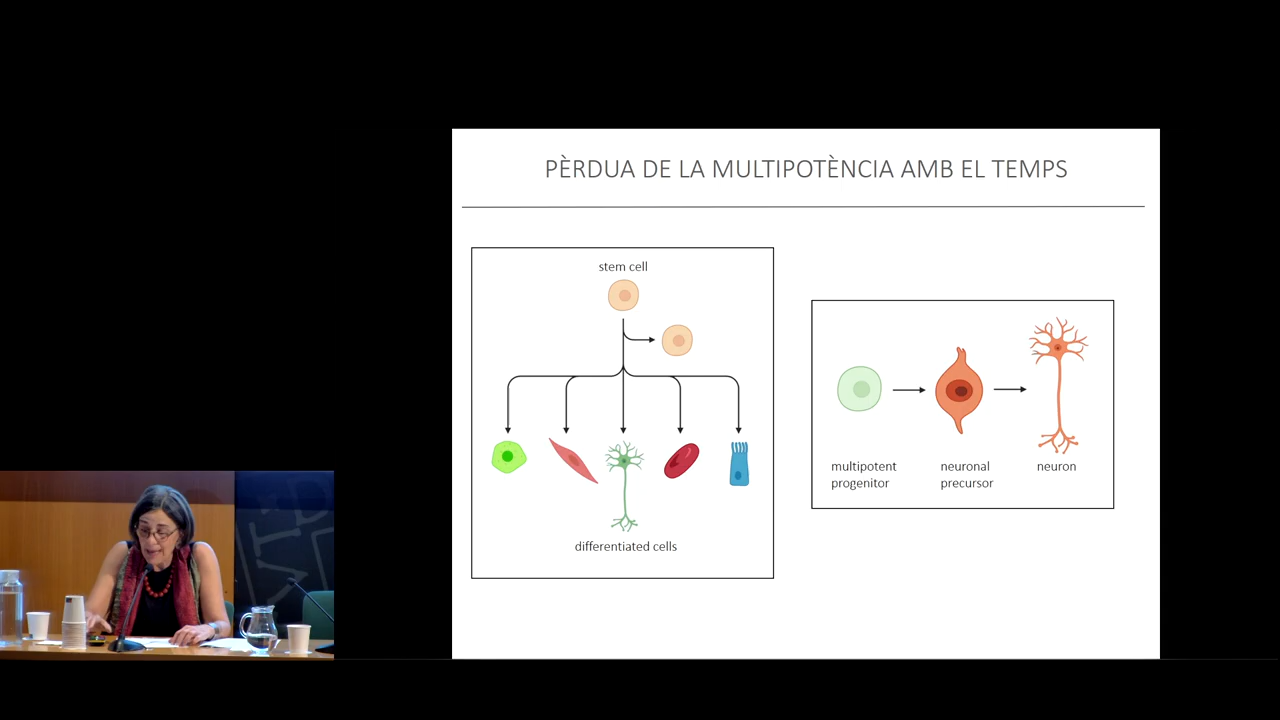 PÈRDUA DE LA MULTIPOTÈNCIA AMB EL TEMPS
stem cell
differentiated cells
multipotent
progenitor
neuronal
precursor
neuron